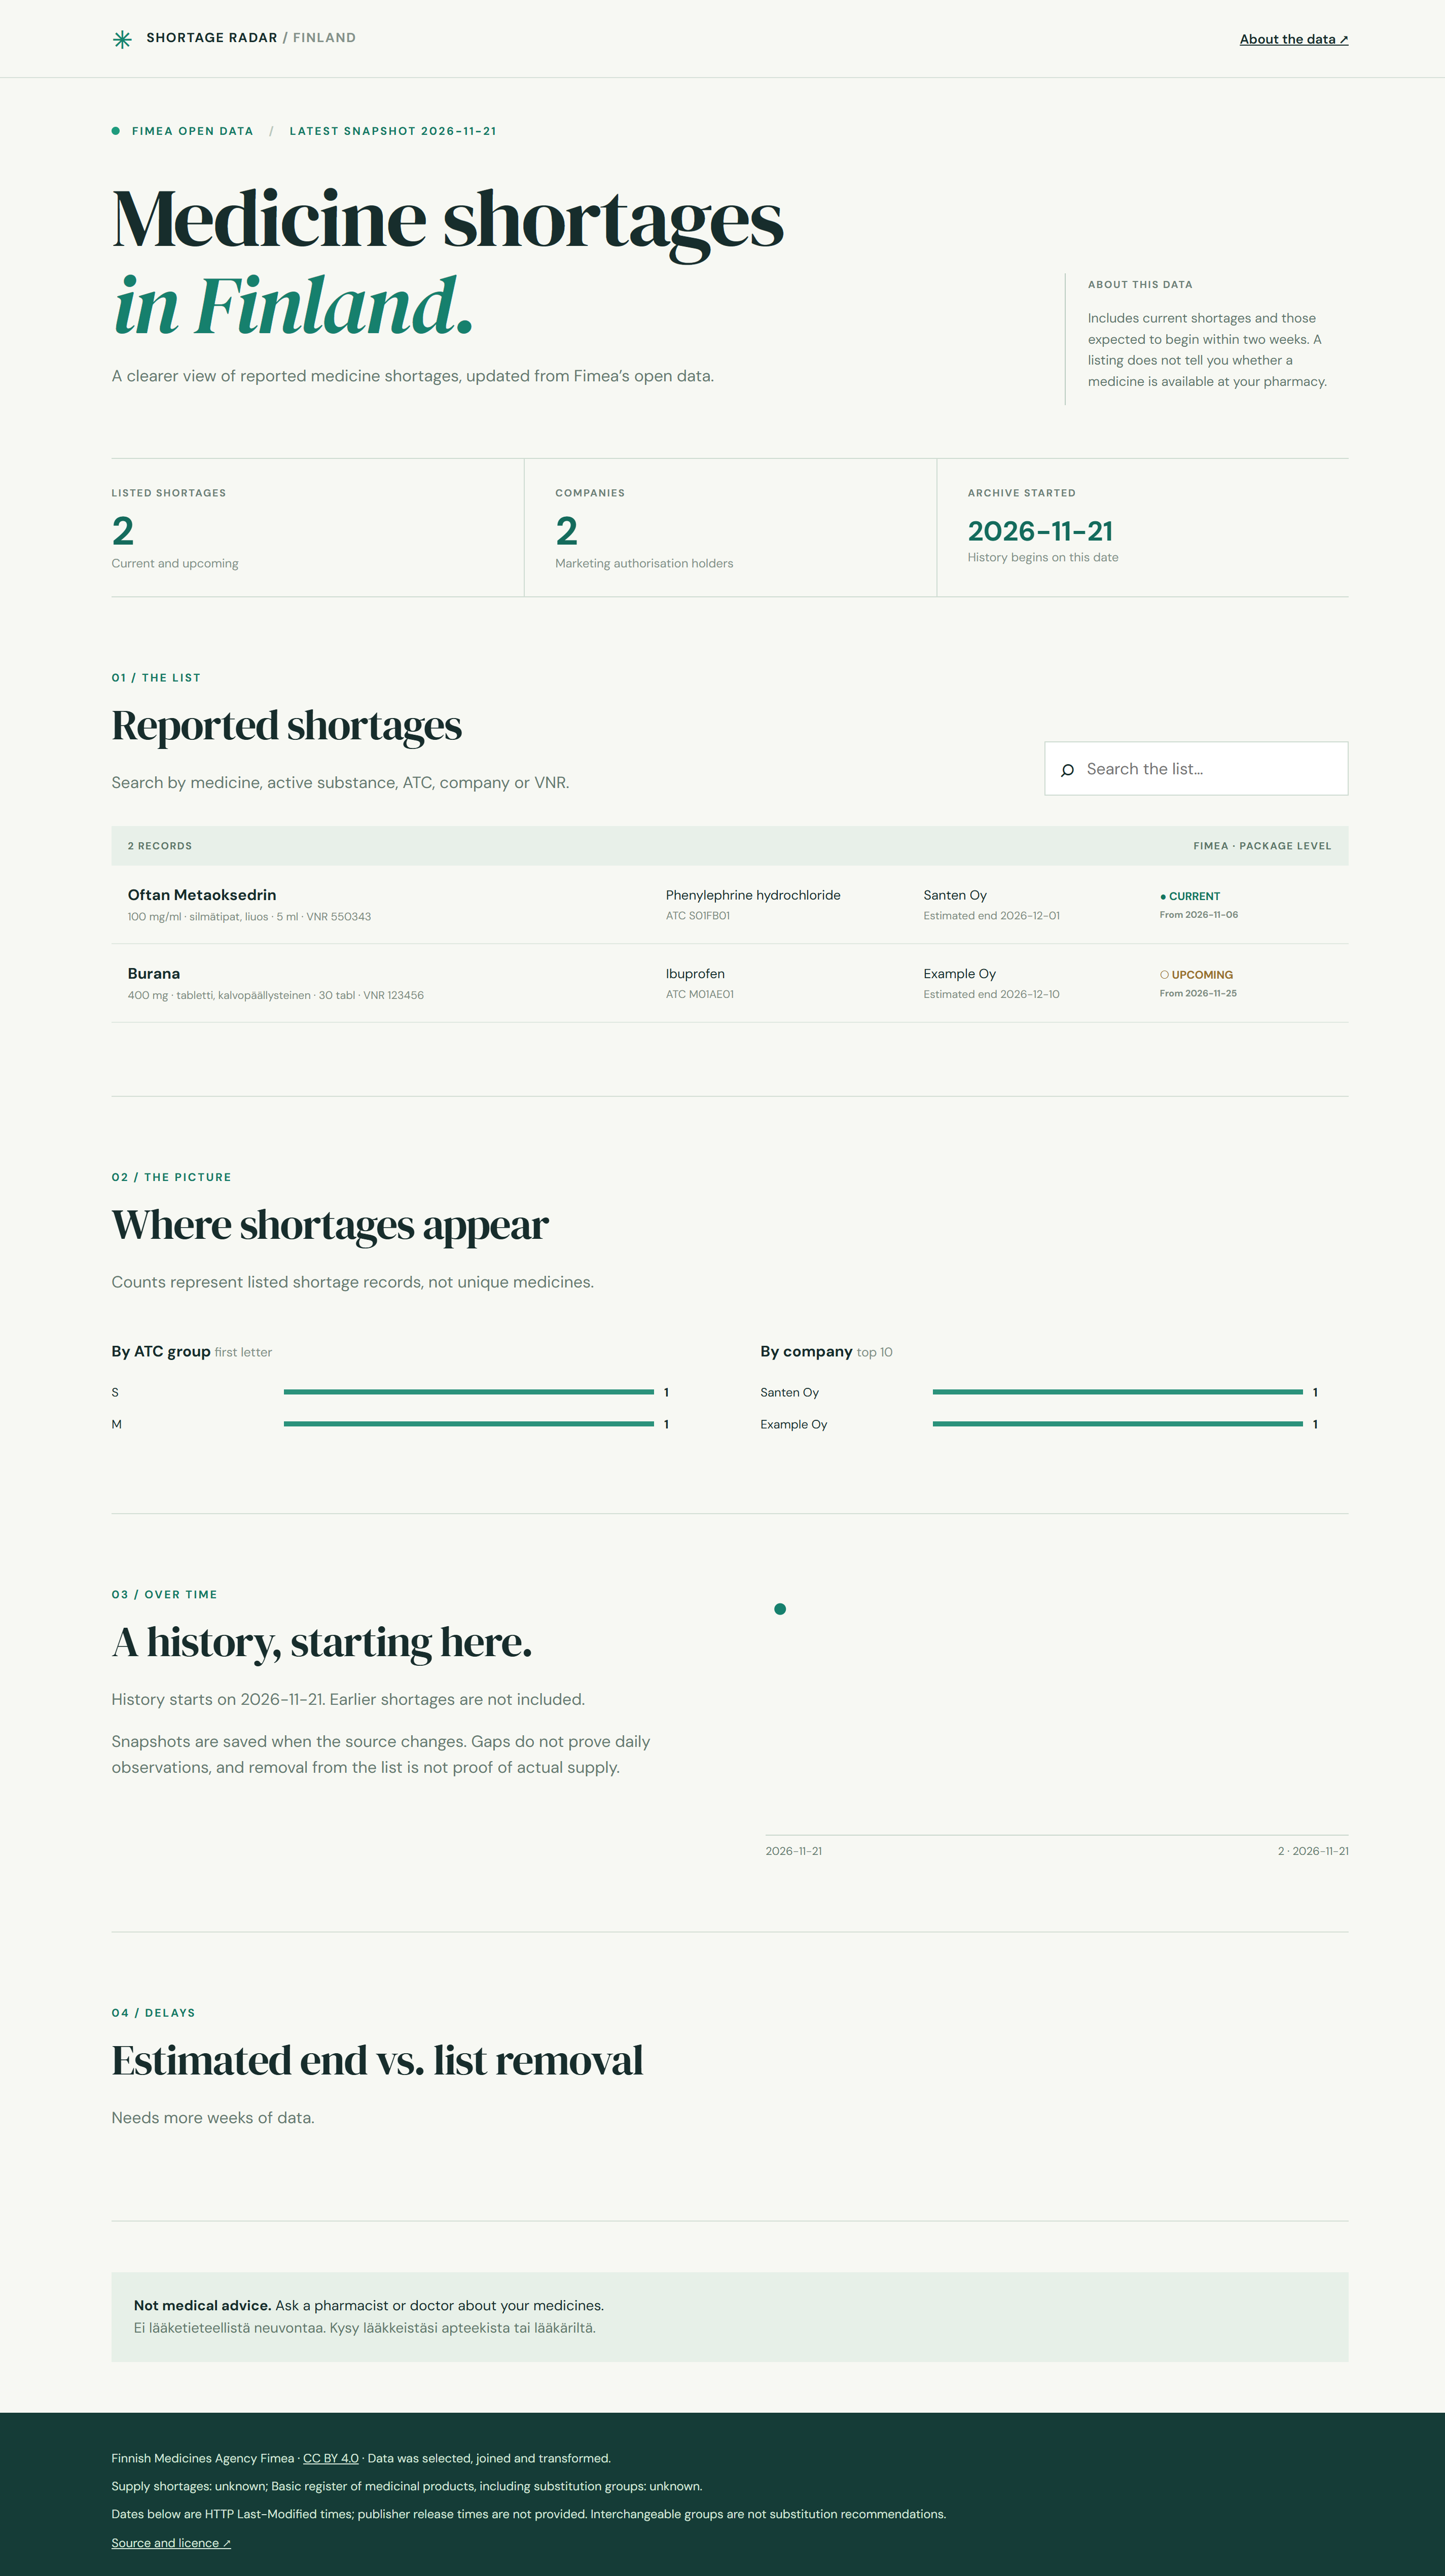 SHORTAGE RADAR / FINLAND
About the data ↗
FIMEA OPEN DATA / LATEST SNAPSHOT 2026-11-21
Medicine shortages
in Finland.
A clearer view of reported medicine shortages, updated from Fimea’s open data.
ABOUT THIS DATA
Includes current shortages and those
expected to begin within two weeks. A
listing does not tell you whether a
medicine is available at your pharmacy.
LISTED SHORTAGES
2
Current and upcoming
COMPANIES
2
Marketing authorisation holders
ARCHIVE STARTED
2026-11-21
History begins on this date
01 / THE LIST
Reported shortages
Search by medicine, active substance, ATC, company or VNR.
Search the list…
2 RECORDS
FIMEA · PACKAGE LEVEL
Oftan Metaoksedrin
100 mg/ml · silmätipat, liuos · 5 ml · VNR 550343
Phenylephrine hydrochloride
ATC S01FB01
Santen Oy
Estimated end 2026-12-01
● CURRENT
From 2026-11-06
Burana
400 mg · tabletti, kalvopäällysteinen · 30 tabl · VNR 123456
Ibuprofen
ATC M01AE01
Example Oy
Estimated end 2026-12-10
○ UPCOMING
From 2026-11-25
02 / THE PICTURE
Where shortages appear
Counts represent listed shortage records, not unique medicines.
By ATC group first letter
S 1
M 1
By company top 10
Santen Oy 1
Example Oy 1
03 / OVER TIME
A history, starting here.
History starts on 2026-11-21. Earlier shortages are not included.
Snapshots are saved when the source changes. Gaps do not prove daily
observations, and removal from the list is not proof of actual supply.
2026-11-21
2 · 2026-11-21
04 / DELAYS
Estimated end vs. list removal
Needs more weeks of data.
Not medical advice. Ask a pharmacist or doctor about your medicines.
Ei lääketieteellistä neuvontaa. Kysy lääkkeistäsi apteekista tai lääkäriltä.
Finnish Medicines Agency Fimea · CC BY 4.0 · Data was selected, joined and transformed.
Supply shortages: unknown; Basic register of medicinal products, including substitution groups: unknown.
Dates below are HTTP Last-Modified times; publisher release times are not provided. Interchangeable groups are not substitution recommendations.
Source and licence ↗